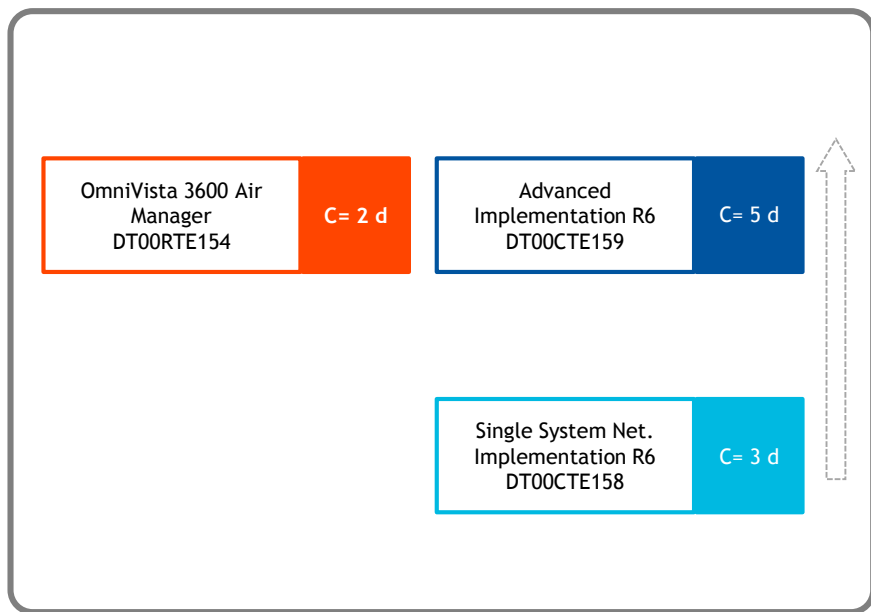 OmniVista 3600 Air
Manager
DT00RTE154
C= 2 d
Advanced
Implementation R6
DT00CTE159
C= 5 d
Single System Net.
Implementation R6
DT00CTE158
C= 3 d